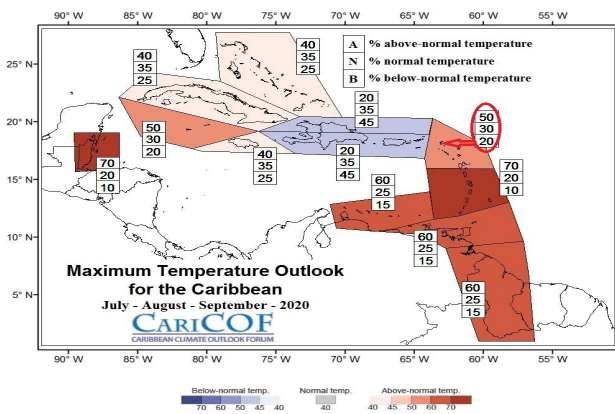 A % above-normal temperature
N % normal temperature
B % below-normal temperature
40
35
25
40
35
25
20
35
45
50
30
20
50
30
20
40
35
25
20
35
45
70
20
10
70
20
10
60
25
15
60
25
15
60
25
15
25° N
20° N
15° N
10° N
5° N
Maximum Temperature Outlook
for the Caribbean
July - August - September - 2020
CARICOF
CARIBBEAN CLIMATE OUTLOOK FORUM
90° W 85° W 80° W 75° W 70° W 65° W 60° W 55° W
Below-normal temp. Normal temp. Above-normal temp.
70 60 50 45 40 40 40 45 50 60 70